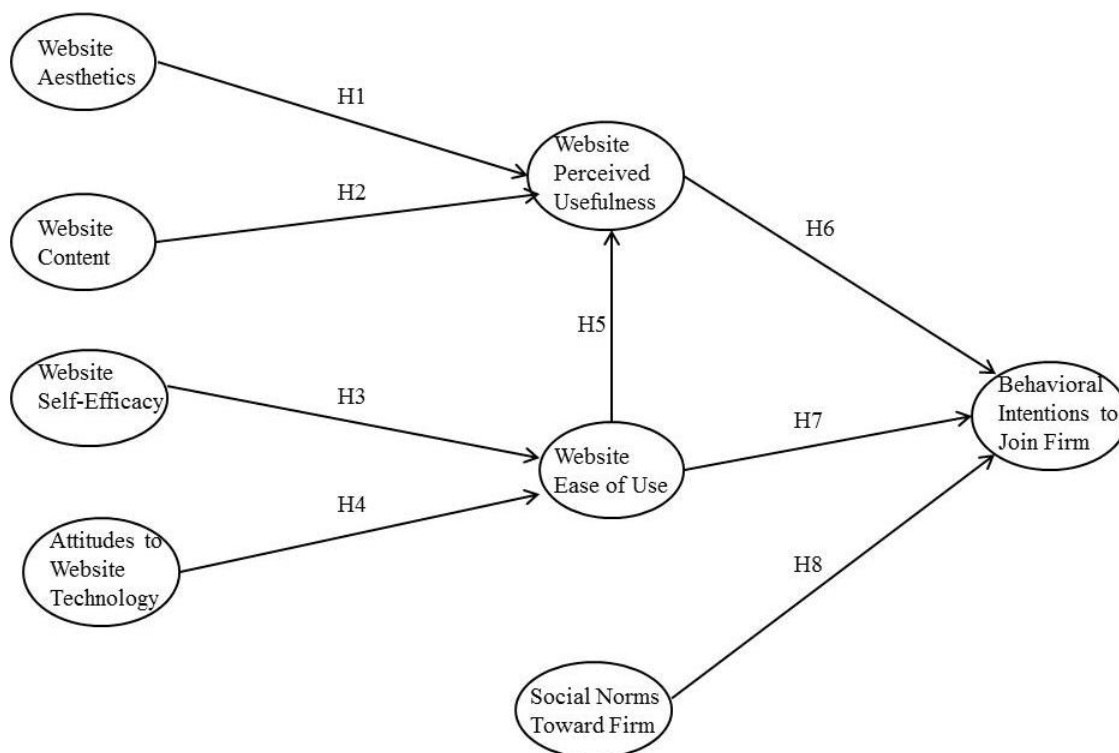 Website
Aesthetics
H1
Website
Perceived
Usefulness
H2
Website
Content
H6
H5
Website
Self-Efficacy
H3
Behavioral
Intentions to
Join Firm
H7
Website
Ease of Use
H4
Attitudes to
Website
Technology
H8
Social Norms
Toward Firm